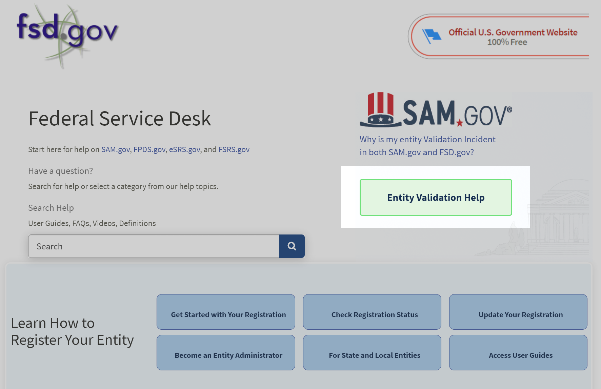 fsd.gov
Official U.S. Government Website
100% Free
Federal Service Desk
SAM.GOV®
Start here for help on SAM.gov, FPDS.gov, eSRS.gov, and FSRS.gov
Why is my entity Validation Incident
in both SAM.gov and FSD.gov?
Have a question?
Search for help or select a category from our help topics.
Entity Validation Help
Search Help
User Guides, FAQs, Videos, Definitions
Search
Learn How to
Register Your Entity
Get Started with Your Registration
Check Registration Status
Update Your Registration
Become an Entity Administrator
For State and Local Entities
Access User Guides